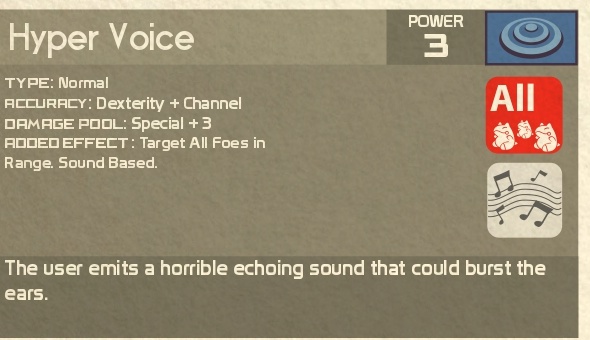 Hyper Voice
POWER
3
TYPE: Normal
ACCURACY: Dexterity + Channel
DAMAGE POOL: Special + 3
ADDED EFFECT: Target All Foes in
Range. Sound Based.
All
The user emits a horrible echoing sound that could burst the
ears.